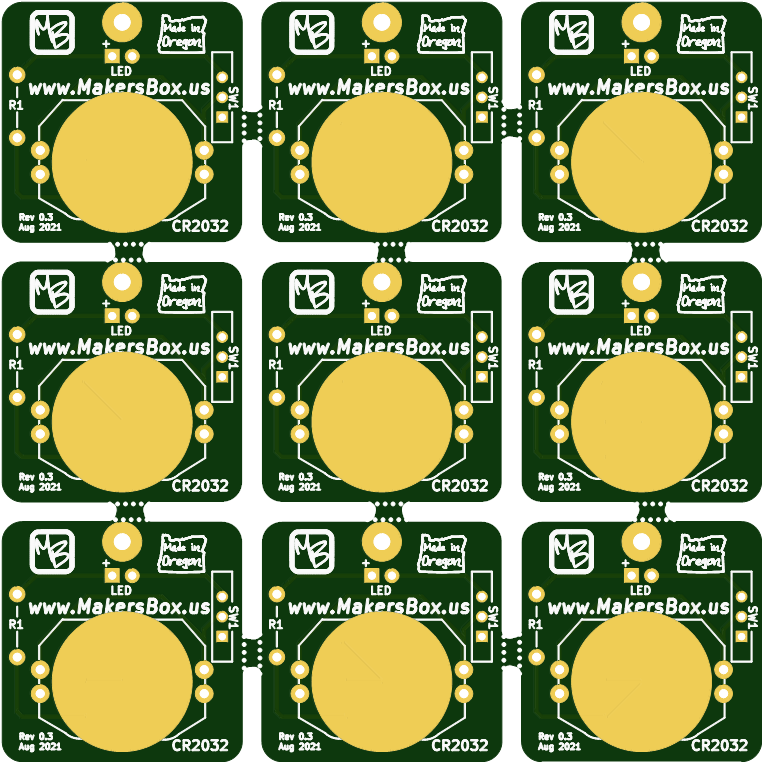 MB
Made in
Oregon
+
LED
www.MakersBox.us
R1
SW1
Rev 0.3
Aug 2021
CR2032
MB
Made in
Oregon
+
LED
www.MakersBox.us
R1
SW1
Rev 0.3
Aug 2021
CR2032
MB
Made in
Oregon
+
LED
www.MakersBox.us
R1
SW1
Rev 0.3
Aug 2021
CR2032
MB
Made in
Oregon
+
LED
www.MakersBox.us
R1
SW1
Rev 0.3
Aug 2021
CR2032
MB
Made in
Oregon
+
LED
www.MakersBox.us
R1
SW1
Rev 0.3
Aug 2021
CR2032
MB
Made in
Oregon
+
LED
www.MakersBox.us
R1
SW1
Rev 0.3
Aug 2021
CR2032
MB
Made in
Oregon
+
LED
www.MakersBox.us
R1
SW1
Rev 0.3
Aug 2021
CR2032
MB
Made in
Oregon
+
LED
www.MakersBox.us
R1
SW1
Rev 0.3
Aug 2021
CR2032
MB
Made in
Oregon
+
LED
www.MakersBox.us
R1
SW1
Rev 0.3
Aug 2021
CR2032